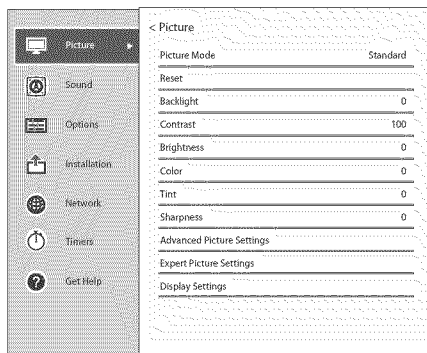 Picture
Sound
Options
Installation
Network
Timers
Get Help
< Picture
Picture Mode Standard
Reset
Backlight 0
Contrast 100
Brightness 0
Color 0
Tint 0
Sharpness 0
Advanced Picture Settings
Expert Picture Settings
Display Settings